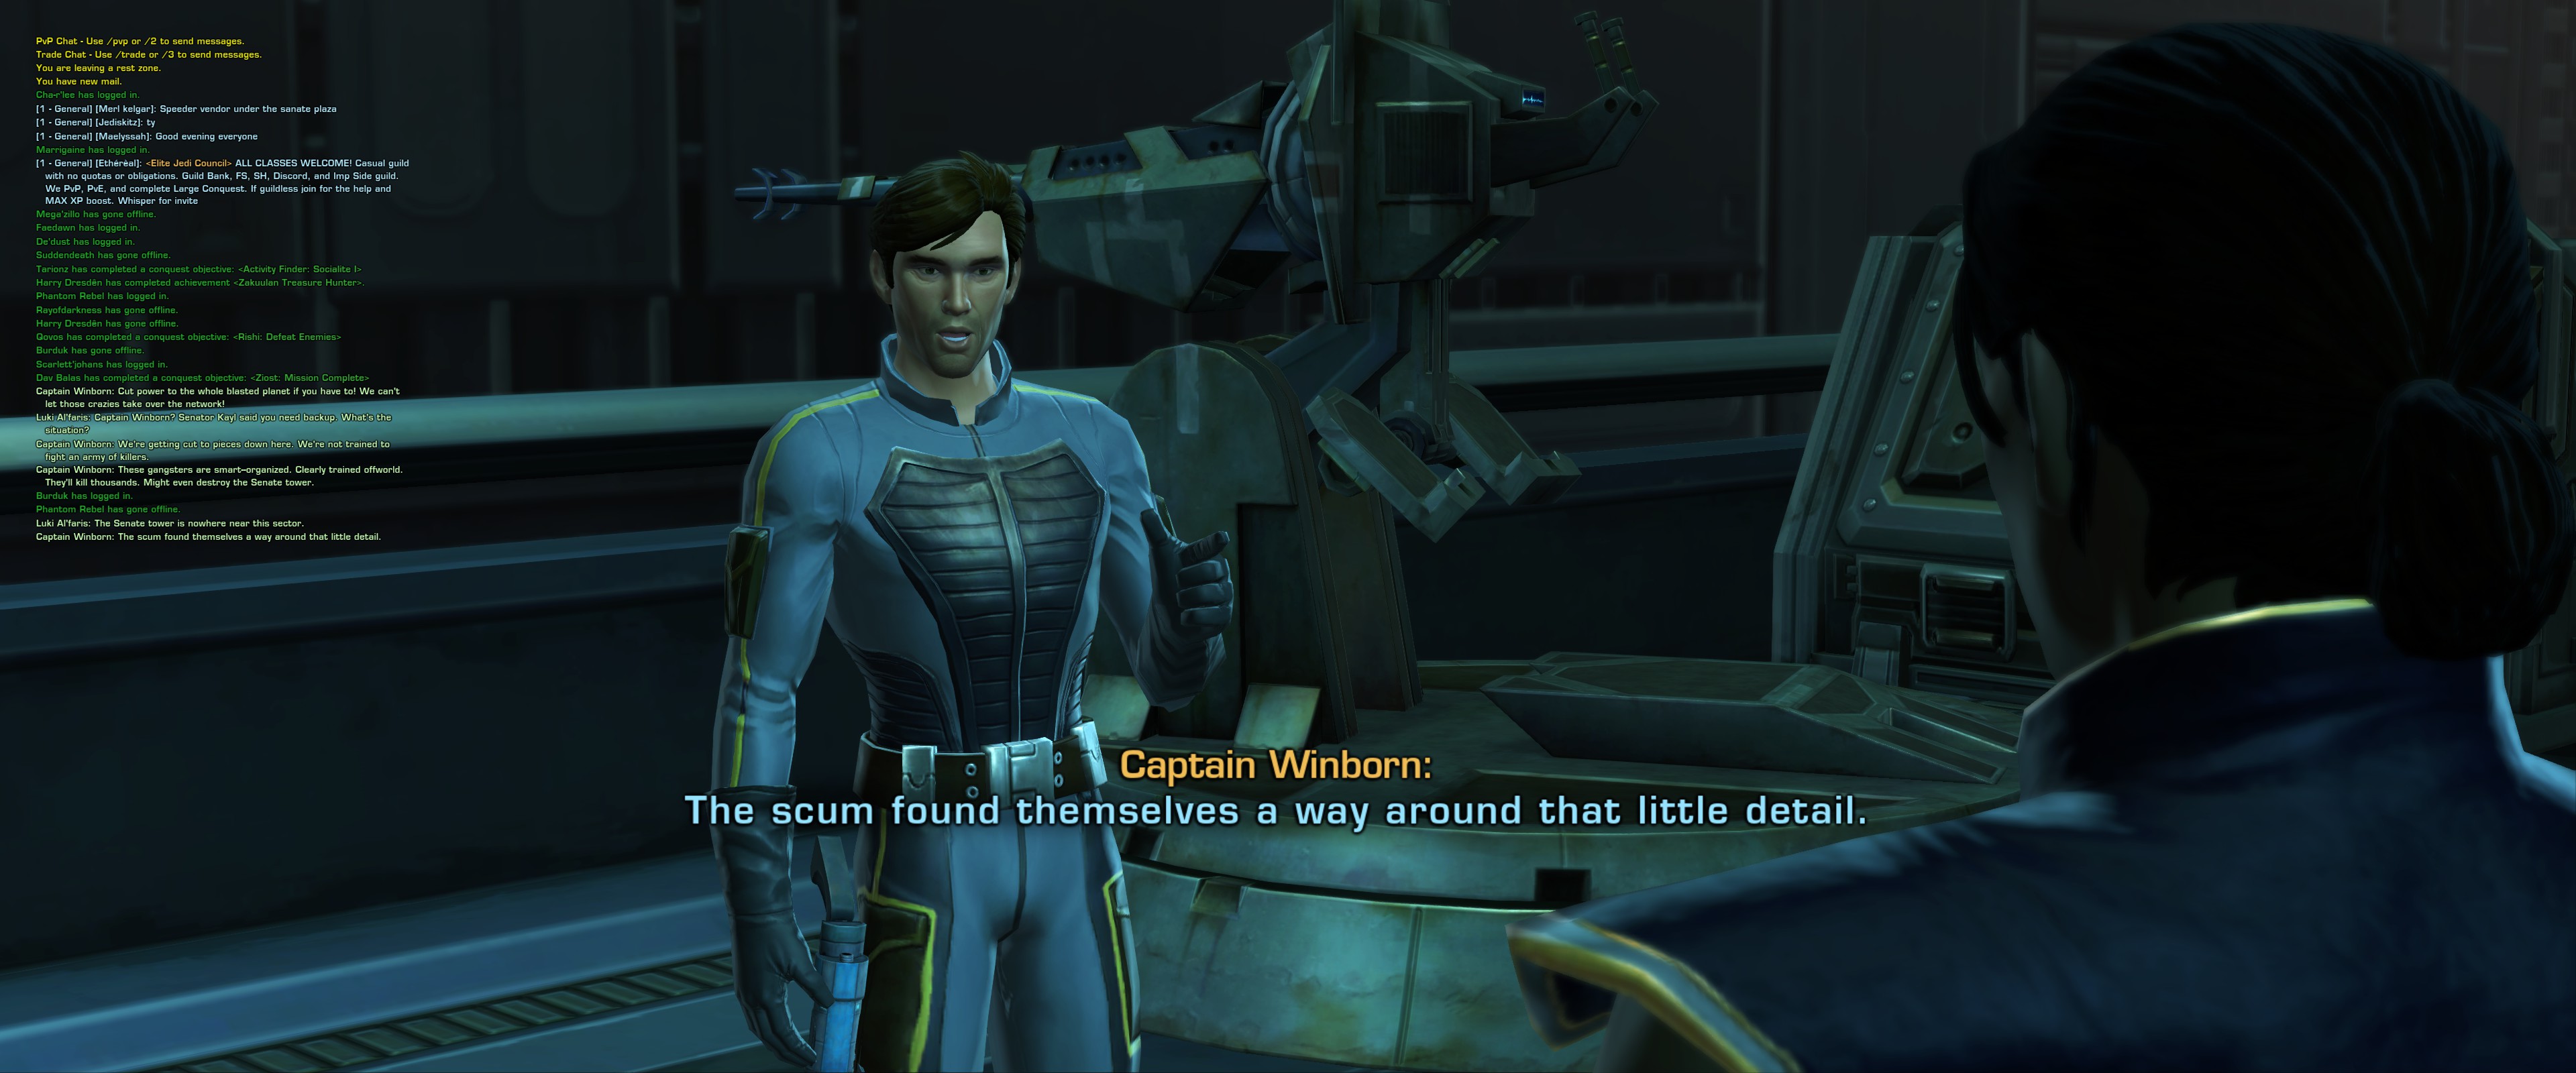 PvP Chat - Use /pvp or /2 to send messages.
Trade Chat - Use /trade or /3 to send messages.
You are leaving a rest zone.
You have new mail.
Cha-r'lee has logged in.
[1 - General] [Merl kelgar]: Speeder vendor under the sanate plaza
[1 - General] [Jediskitz]: ty
[1 - General] [Maelyssah]: Good evening everyone
Marrigaine has logged in.
[1 - General] [Ethérèal]: <Elite Jedi Council> ALL CLASSES WELCOME! Casual guild
with no quotas or obligations. Guild Bank, FS, SH, Discord, and Imp Side guild.
We PvP, PvE, and complete Large Conquest. If guildless join for the help and
MAX XP boost. Whisper for invite
Mega'zillo has gone offline.
Faedawn has logged in.
De'dust has logged in.
Suddendeath has gone offline.
Tarionz has completed a conquest objective: <Activity Finder: Socialite I>
Harry Dresdën has completed achievement <Zakuulan Treasure Hunter>.
Phantom Rebel has logged in.
Rayofdarkness has gone offline.
Harry Dresdën has gone offline.
Qovos has completed a conquest objective: <Rishi: Defeat Enemies>
Burduk has gone offline.
Scarlett'johans has logged in.
Dav Balas has completed a conquest objective: <Ziost: Mission Complete>
Captain Winborn: Cut power to the whole blasted planet if you have to! We can't
let those crazies take over the network!
Luki Al'faris: Captain Winborn? Senator Kayl said you need backup. What's the
situation?
Captain Winborn: We're getting cut to pieces down here. We're not trained to
fight an army of killers.
Captain Winborn: These gangsters are smart—organized. Clearly trained offworld.
They'll kill thousands. Might even destroy the Senate tower.
Burduk has logged in.
Phantom Rebel has gone offline.
Luki Al'faris: The Senate tower is nowhere near this sector.
Captain Winborn: The scum found themselves a way around that little detail.
Captain Winborn:
The scum found themselves a way around that little detail.